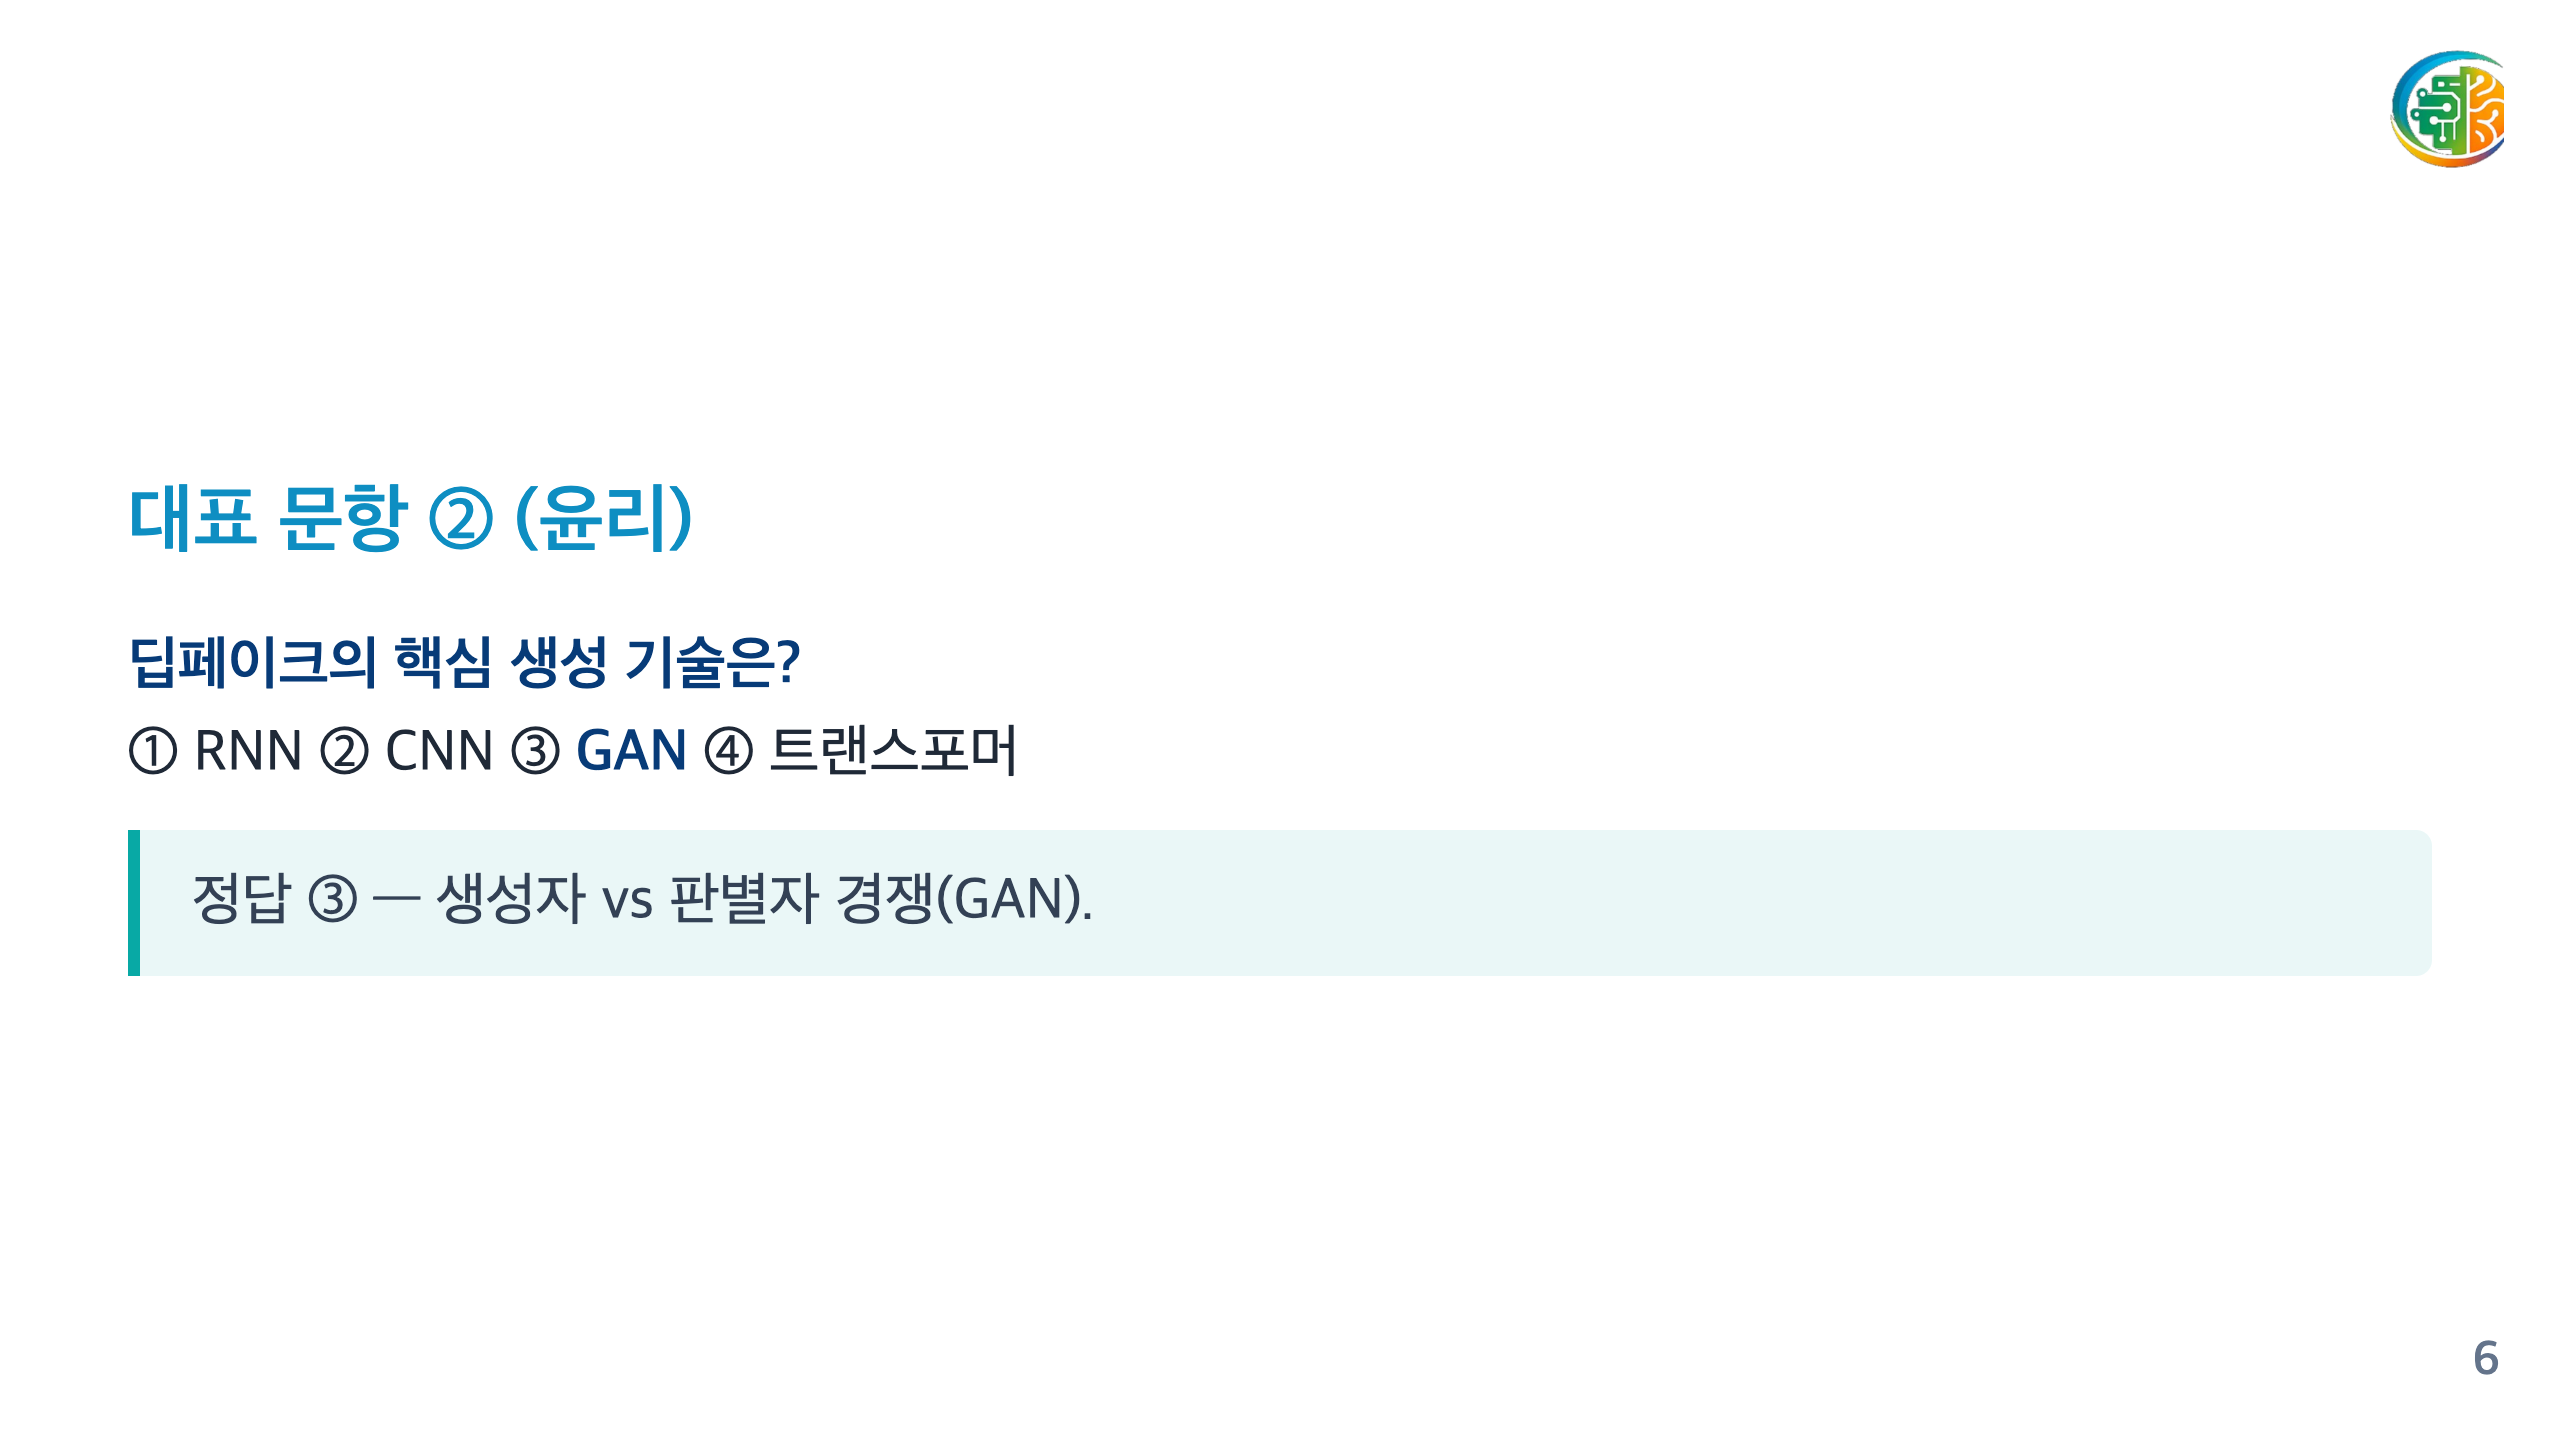 대표 문항 ② (윤리)
딥페이크의 핵심 생성 기술은?
① RNN ② CNN ③ GAN ④ 트랜스포머
정답 ③ — 생성자 vs 판별자 경쟁(GAN).
6